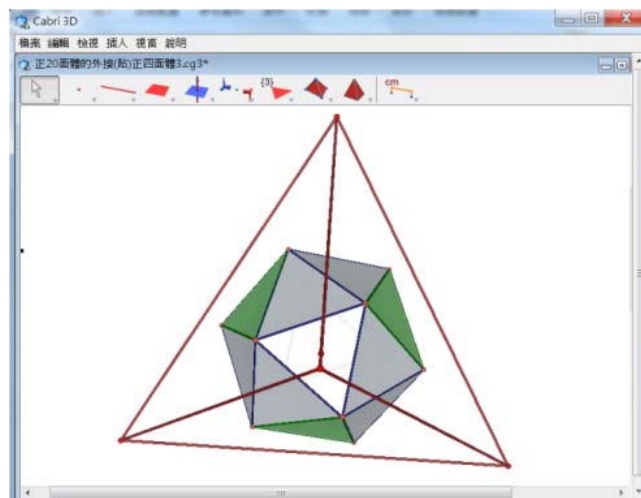 Cabri 3D
檔案 編輯 檢視 插入 視窗 說明
正20面體的外接(貼)正四面體3.cg3*
{3}
cm